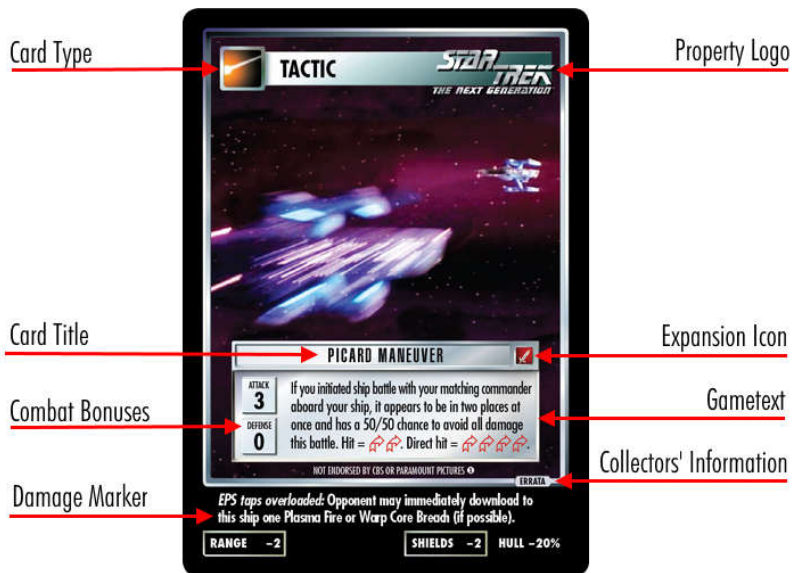 Card Type
Property Logo
TACTIC
STAR TREK
THE NEXT GENERATION
Card Title
PICARD MANEUVER
Expansion Icon
ATTACK
3
DEFENSE
0
If you initiated ship battle with your matching commander
aboard your ship, it appears to be in two places at
once and has a 50/50 chance to avoid all damage
this battle. Hit = . Direct hit = .
Combat Bonuses
Gametext
NOT ENDORSED BY CBS OR PARAMOUNT PICTURES
ERRATA
Collectors' Information
Damage Marker
EPS taps overloaded: Opponent may immediately download to
this ship one Plasma Fire or Warp Core Breach (if possible).
RANGE -2
SHIELDS -2
HULL -20%